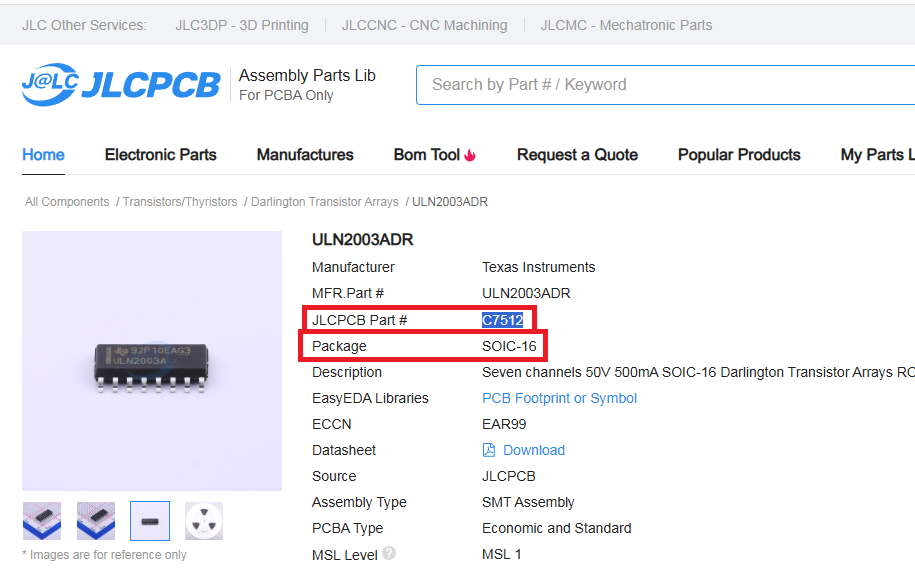 JLC Other Services: JLC3DP - 3D Printing JLCCNC - CNC Machining JLCMC - Mechatronic Parts
J@LC JLCPCB Assembly Parts Lib
For PCBA Only
Search by Part # / Keyword
Home Electronic Parts Manufactures Bom Tool Request a Quote Popular Products My Parts L
All Components / Transistors/Thyristors / Darlington Transistor Arrays / ULN2003ADR
ULN2003ADR
Manufacturer Texas Instruments
MFR.Part # ULN2003ADR
JLCPCB Part # C7512
Package SOIC-16
Description Seven channels 50V 500mA SOIC-16 Darlington Transistor Arrays RO
EasyEDA Libraries PCB Footprint or Symbol
ECCN EAR99
Datasheet Download
Source JLCPCB
Assembly Type SMT Assembly
PCBA Type Economic and Standard
MSL Level ? MSL 1
92P10EAG3
ULN2003A
* Images are for reference only